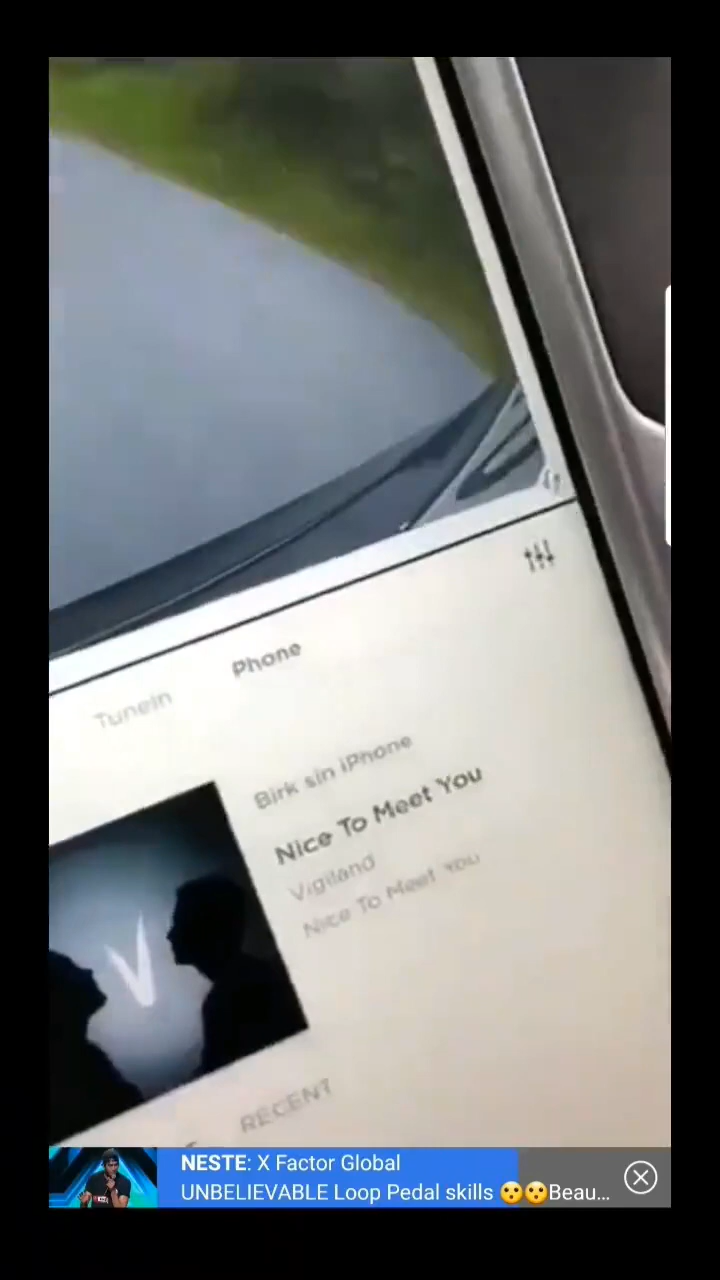 TuneIn
Phone
Birk sin iPhone
Nice To Meet You
Vigiland
Nice To Meet You
V
RECENT
NESTE: X Factor Global
UNBELIEVABLE Loop Pedal skills 😯😯Beau...